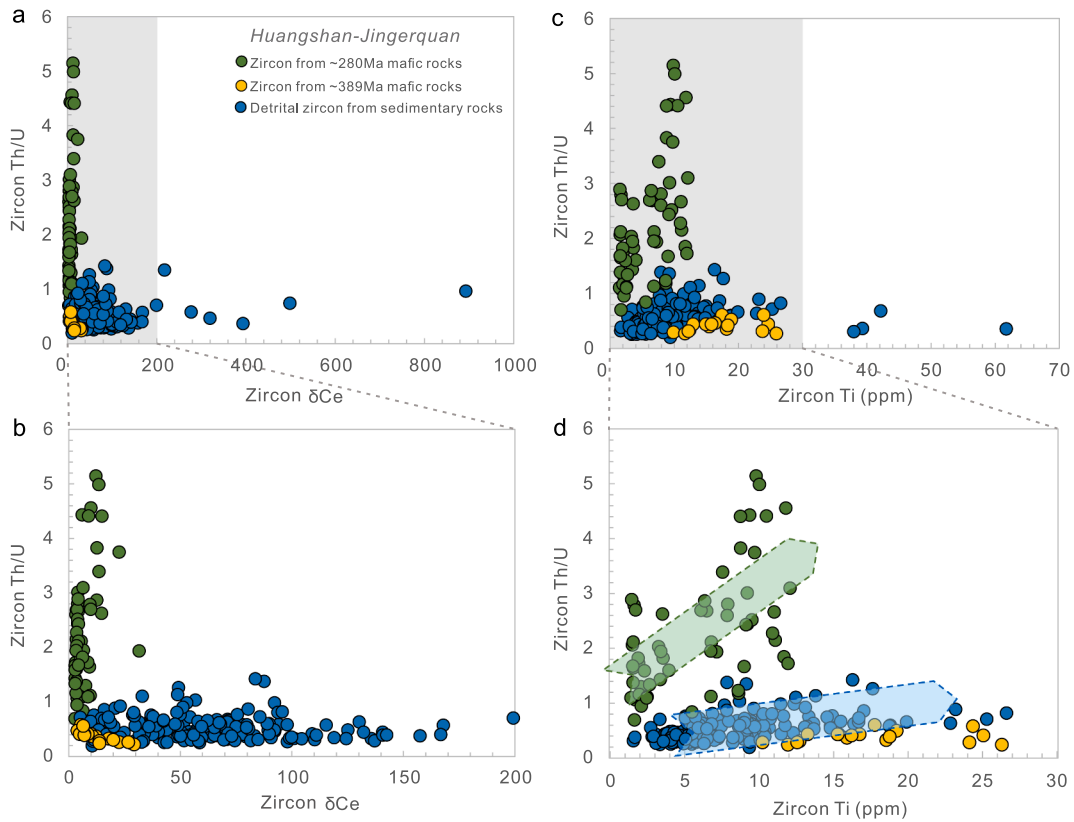 a
6
5
4
3
2
1
0
Zircon Th/U
Huangshan-Jingerquan
Zircon from ~280Ma mafic rocks
Zircon from ~389Ma mafic rocks
Detrital zircon from sedimentary rocks
0 200 400 600 800 1000
Zircon δCe
c
6
5
4
3
2
1
0
Zircon Th/U
0 10 20 30 40 50 60 70
Zircon Ti (ppm)
b
6
5
4
3
2
1
0
Zircon Th/U
0 50 100 150 200
Zircon δCe
d
6
5
4
3
2
1
0
Zircon Th/U
5 10 15 20 25 30
Zircon Ti (ppm)